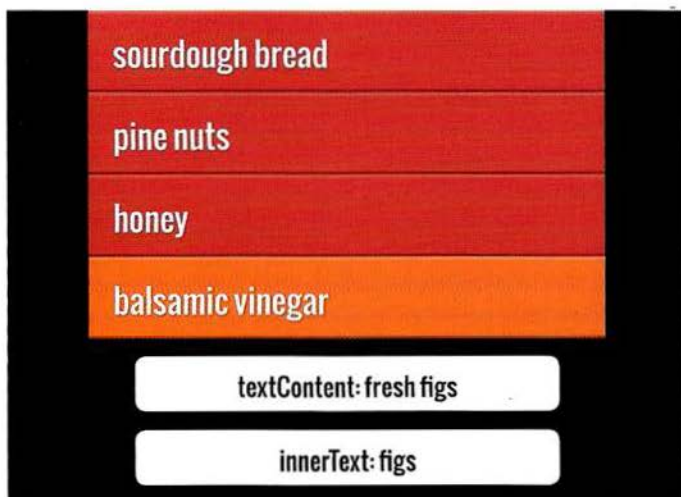 sourdough bread
pine nuts
honey
balsamic vinegar
textContent: fresh figs
innerText: figs